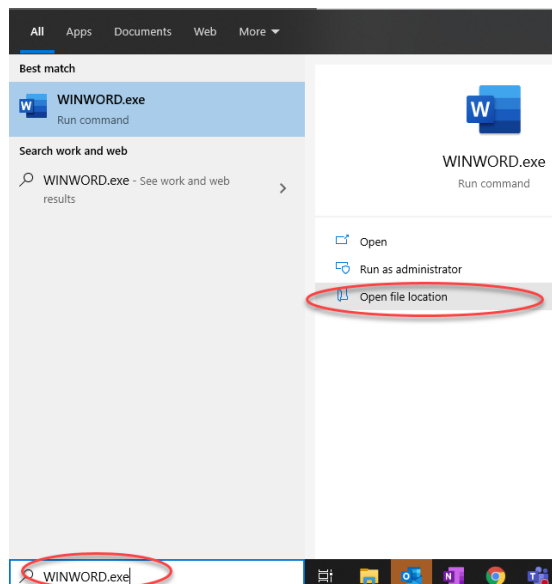 All Apps Documents Web More
Best match
WINWORD.exe
Run command
Search work and web
WINWORD.exe - See work and web
results
W
WINWORD.exe
Run command
Open
Run as administrator
Open file location
WINWORD.exe